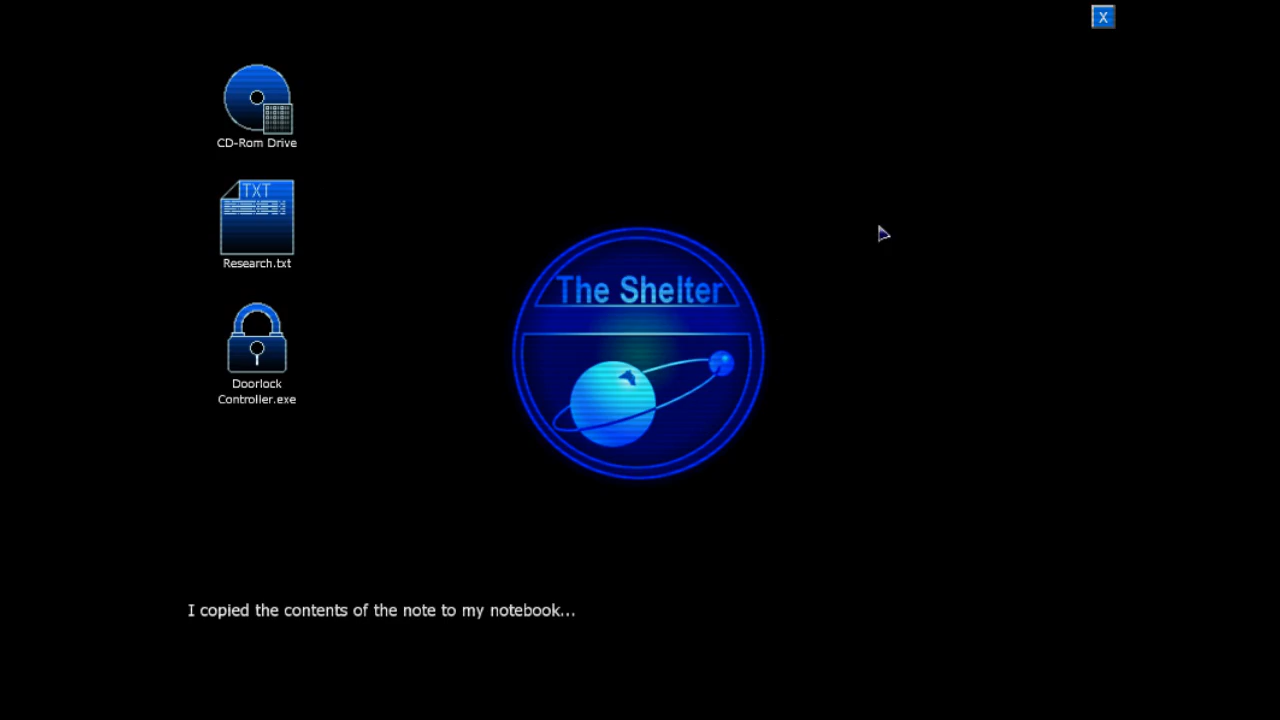 X
CD-Rom Drive
TXT
Research.txt
The Shelter
Doorlock
Controller.exe
I copied the contents of the note to my notebook...